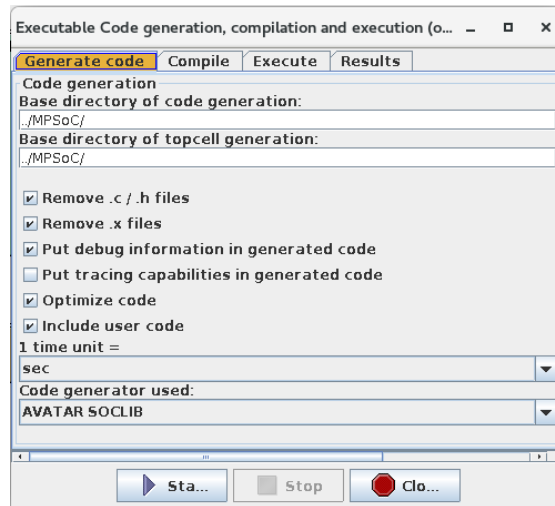 Executable Code generation, compilation and execution (o...
Generate code Compile Execute Results
Code generation
Base directory of code generation:
../MPSoC/
Base directory of topcell generation:
../MPSoC/
Remove .c / .h files
Remove .x files
Put debug information in generated code
Put tracing capabilities in generated code
Optimize code
Include user code
1 time unit =
sec
Code generator used:
AVATAR SOCLIB
Sta... Stop Clo...